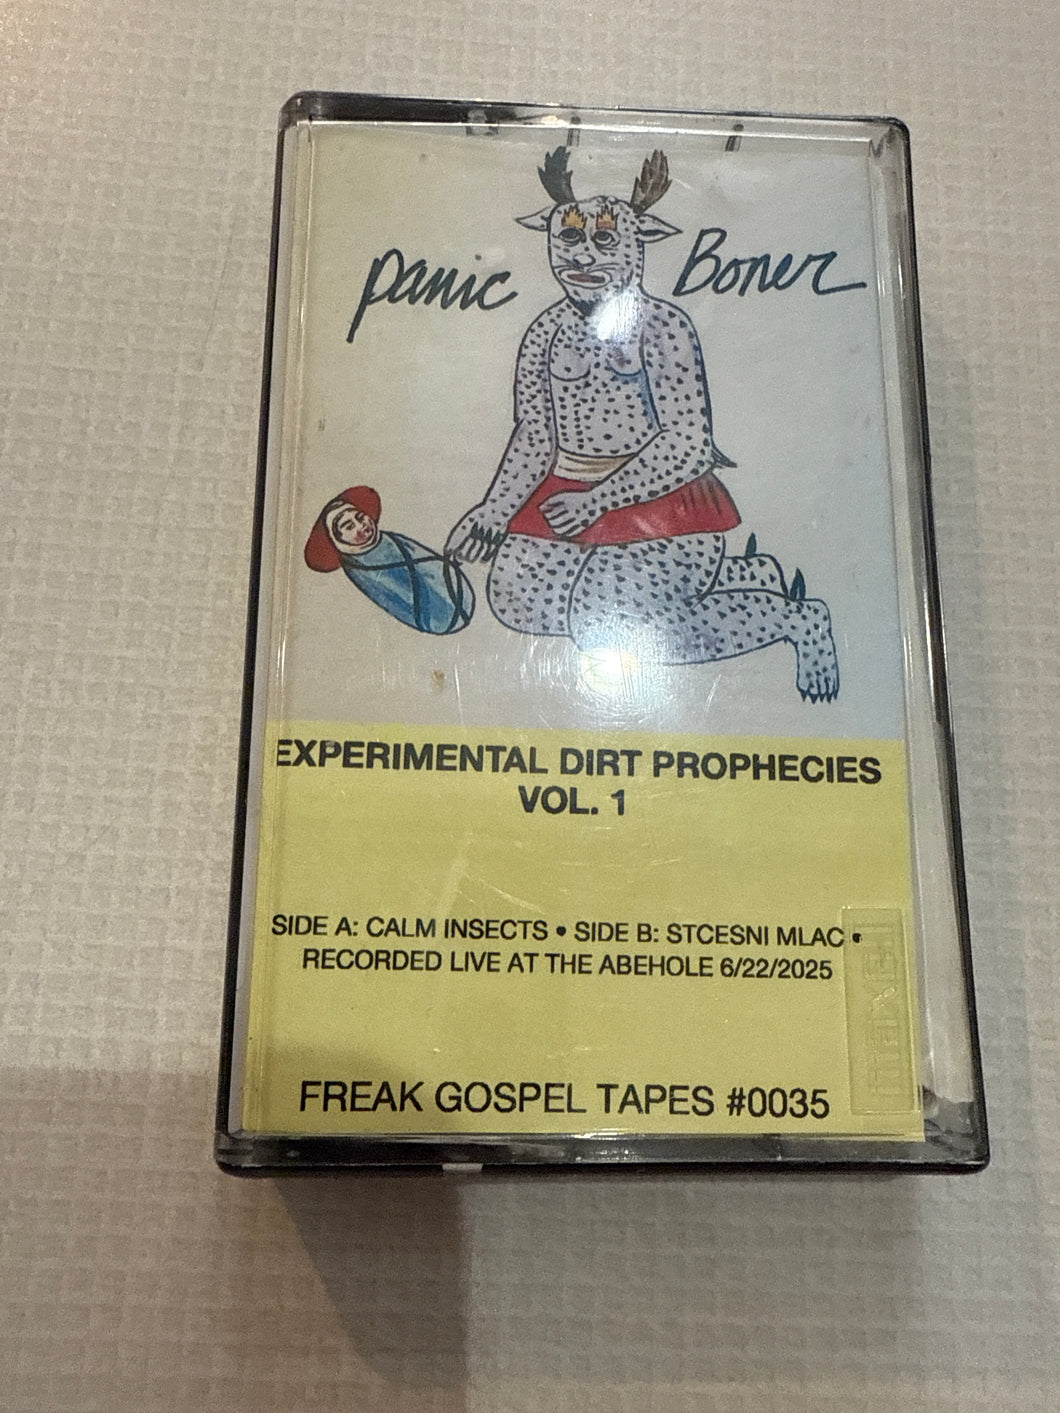 Panic Boner
EXPERIMENTAL DIRT PROPHECIES
VOL. 1
SIDE A: CALM INSECTS • SIDE B: STCESNI MLAC •
RECORDED LIVE AT THE ABEHOLE 6/22/2025
maxell
FREAK GOSPEL TAPES #0035